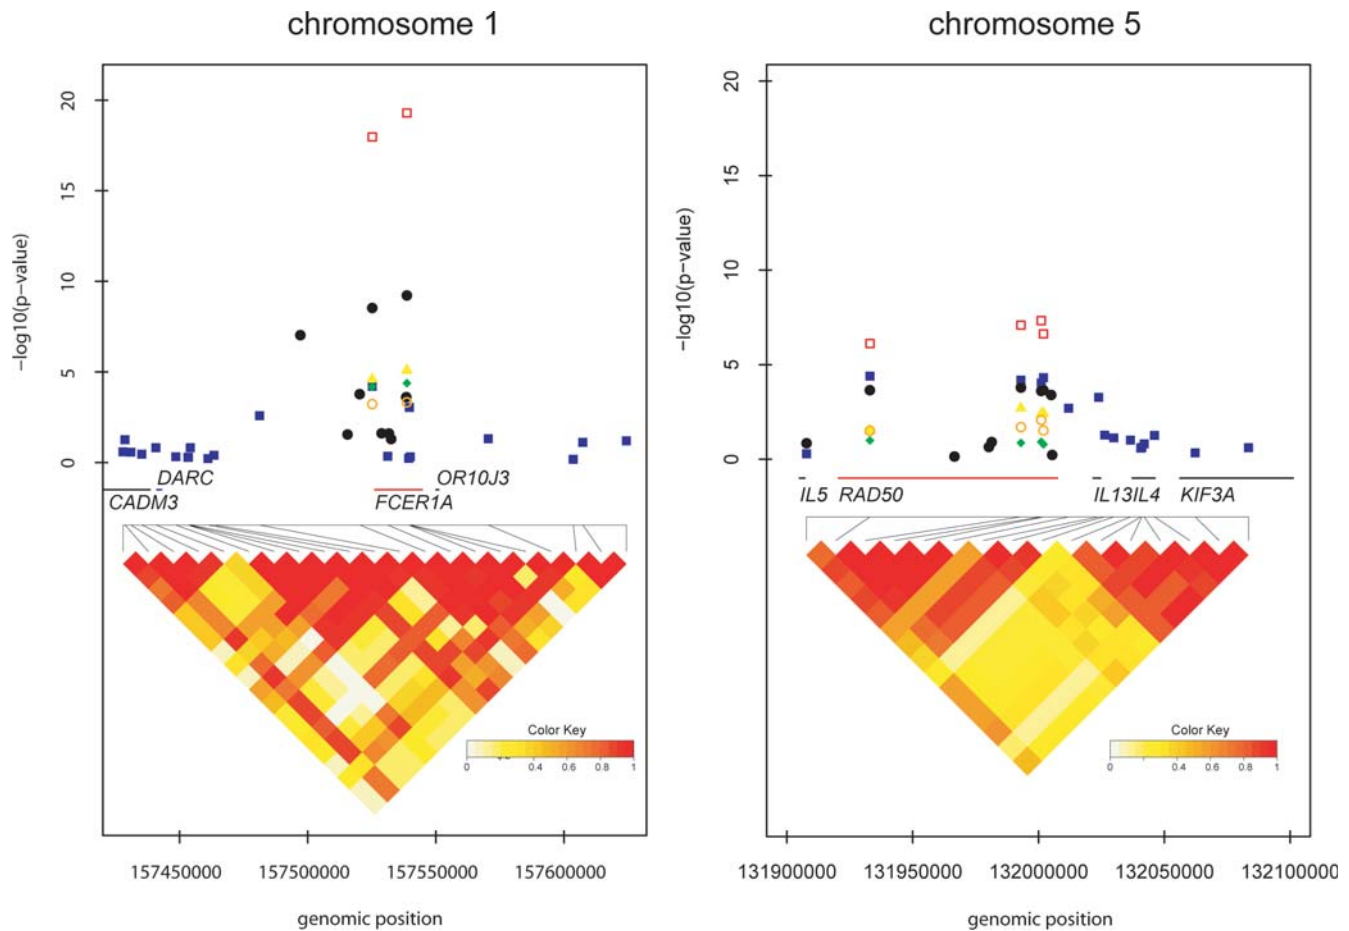 chromosome 1
20
15
10
5
0
-log10(p-value)
DARC
OR10J3
CADM3
FCER1A
Color Key
0 0.4 0.6 0.8 1
157450000 157500000 157550000 157600000
genomic position
chromosome 5
20
15
10
5
0
-log10(p-value)
IL5 RAD50 IL13 IL4 KIF3A
Color Key
0 0.2 0.4 0.6 0.8 1
131900000 131950000 132000000 132050000 132100000
genomic position